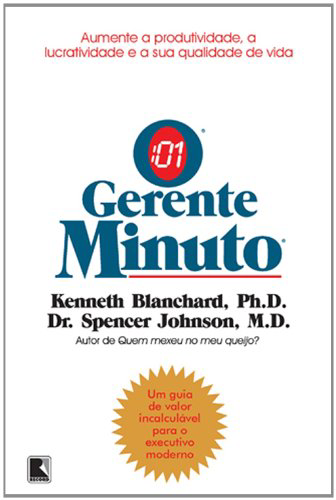 Aumente a produtividade, a
lucratividade e a sua qualidade de vida
O
:01
Gerente
Minuto®
Kenneth Blanchard, Ph.D.
Dr. Spencer Johnson, M.D.
Autor de Quem mexeu no meu queijo?
Um guia
de valor
incalculável
para o
executivo
moderno
RECORD